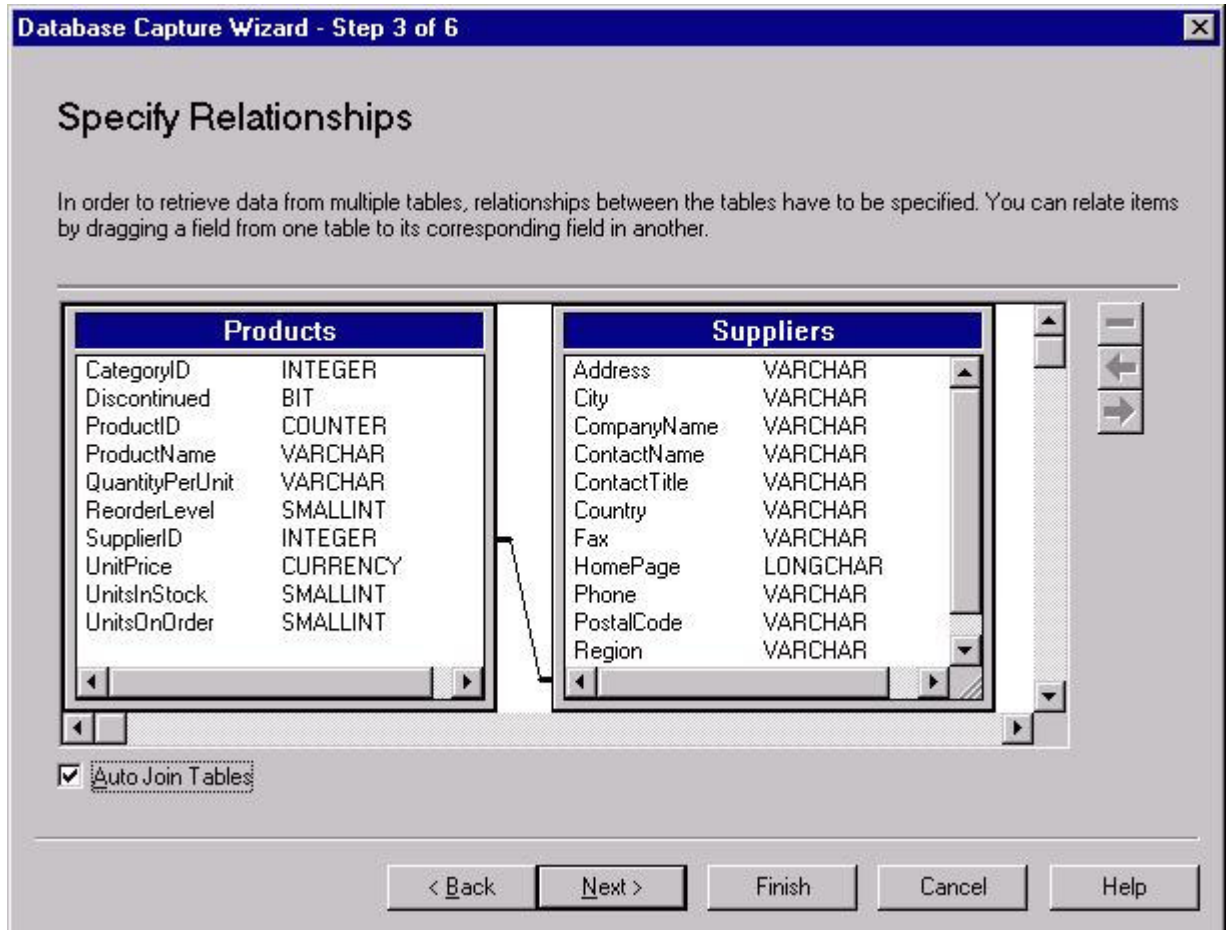 Database Capture Wizard - Step 3 of 6
Specify Relationships
In order to retrieve data from multiple tables, relationships between the tables have to be specified. You can relate items
by dragging a field from one table to its corresponding field in another.
Products
CategoryID INTEGER
Discontinued BIT
ProductID COUNTER
ProductName VARCHAR
QuantityPerUnit VARCHAR
ReorderLevel SMALLINT
SupplierID INTEGER
UnitPrice CURRENCY
UnitsInStock SMALLINT
UnitsOnOrder SMALLINT
Suppliers
Address VARCHAR
City VARCHAR
CompanyName VARCHAR
ContactName VARCHAR
ContactTitle VARCHAR
Country VARCHAR
Fax VARCHAR
HomePage LONGCHAR
Phone VARCHAR
PostalCode VARCHAR
Region VARCHAR
Auto Join Tables
< Back Next > Finish Cancel Help